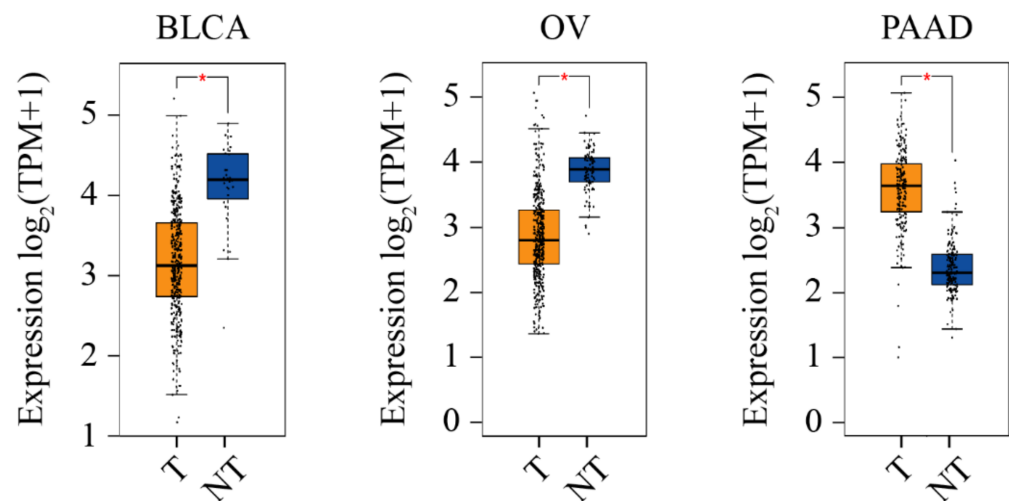 BLCA
Expression log₂(TPM+1)
5
4
3
2
1
*
T
NT
OV
Expression log₂(TPM+1)
5
4
3
2
1
0
*
T
NT
PAAD
Expression log₂(TPM+1)
5
4
3
2
1
0
*
T
NT